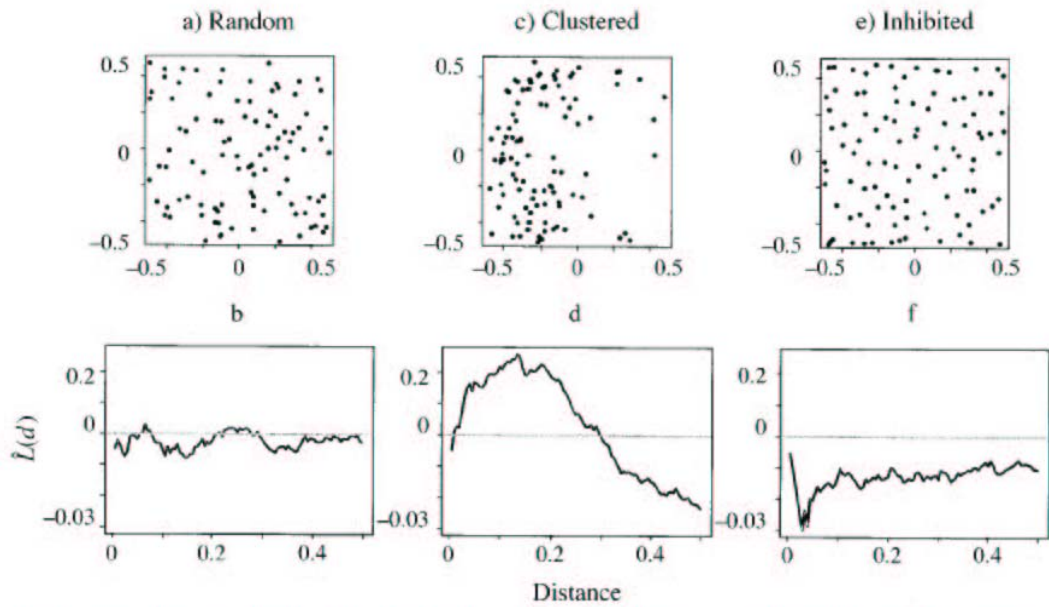 a) Random c) Clustered e) Inhibited
0.5 0.5 0.5
0 0 0
−0.5 −0.5 −0.5
−0.5 0 0.5 −0.5 0 0.5 −0.5 0 0.5
b d f
0.2 0.2 0.2
0 0 0
L̂(d)
−0.03 −0.03 −0.03
0 0.2 0.4 0 0.2 0.4 0 0.2 0.4
Distance